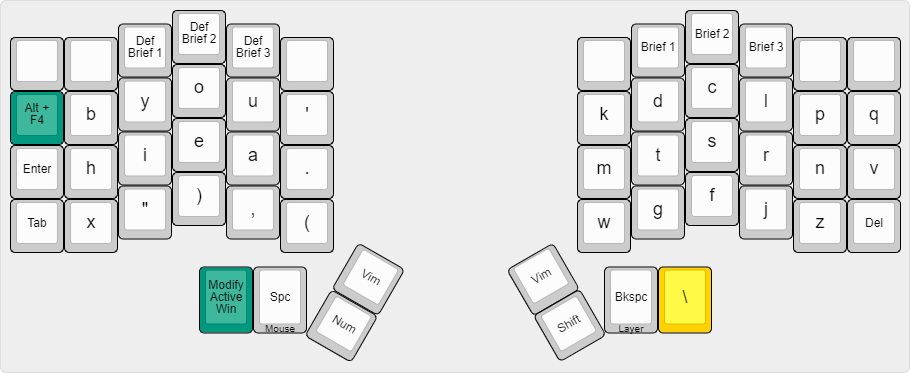 Def Brief 1
Def Brief 2
Def Brief 3
Brief 1
Brief 2
Brief 3
Alt + F4
b
y
o
u
'
k
d
c
l
p
q
Enter
h
i
e
a
.
m
t
s
r
n
v
Tab
x
"
)
,
(
w
g
f
j
z
Del
Modify
Active
Win
Spc
Mouse
Vim
Num
Vim
Shift
Bkspc
Layer
\